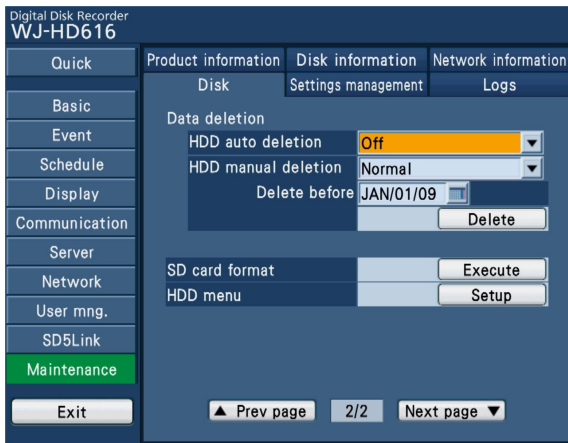 Digital Disk Recorder
WJ-HD616
Quick
Basic
Event
Schedule
Display
Communication
Server
Network
User mng.
SD5Link
Maintenance
Exit
Product information Disk information Network information
Disk Settings management Logs
Data deletion
HDD auto deletion Off
HDD manual deletion Normal
Delete before JAN/01/09
Delete
SD card format Execute
HDD menu Setup
▲ Prev page 2/2 Next page ▼